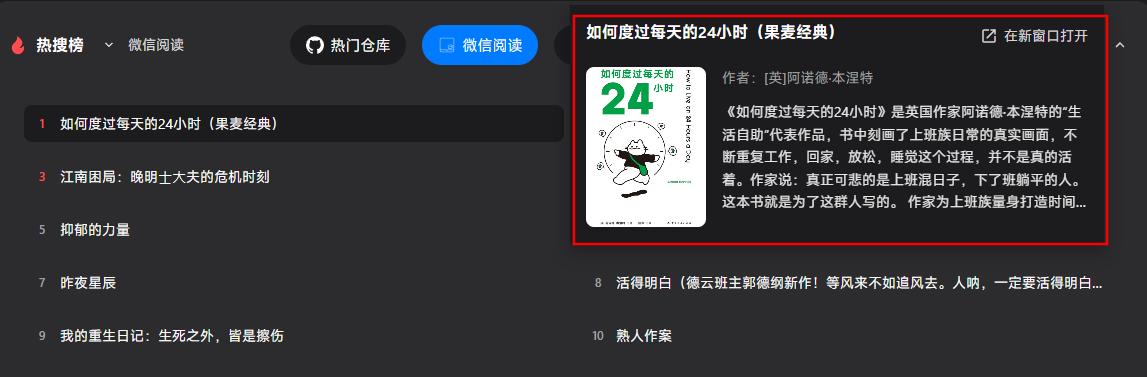 热搜榜
微信阅读
热门仓库
微信阅读
如何度过每天的24小时（果麦经典）
在新窗口打开
如何度过每天的
24小时
How to Live on 24 Hours a Day
作者：[英]阿诺德·本涅特
《如何度过每天的24小时》是英国作家阿诺德·本涅特的“生
活自助”代表作品，书中刻画了上班族日常的真实画面，不
断重复工作，回家，放松，睡觉这个过程，并不是真的活
着。作家说：真正可悲的是上班混日子，下了班躺平的人。
这本书就是为了这群人写的。 作家为上班族量身打造时间...
1 如何度过每天的24小时（果麦经典）
3 江南困局：晚明士大夫的危机时刻
5 抑郁的力量
7 昨夜星辰
8 活得明白（德云班主郭德纲新作！等风来不如追风去。人呐，一定要活得明白...
9 我的重生日记：生死之外，皆是擦伤
10 熟人作案